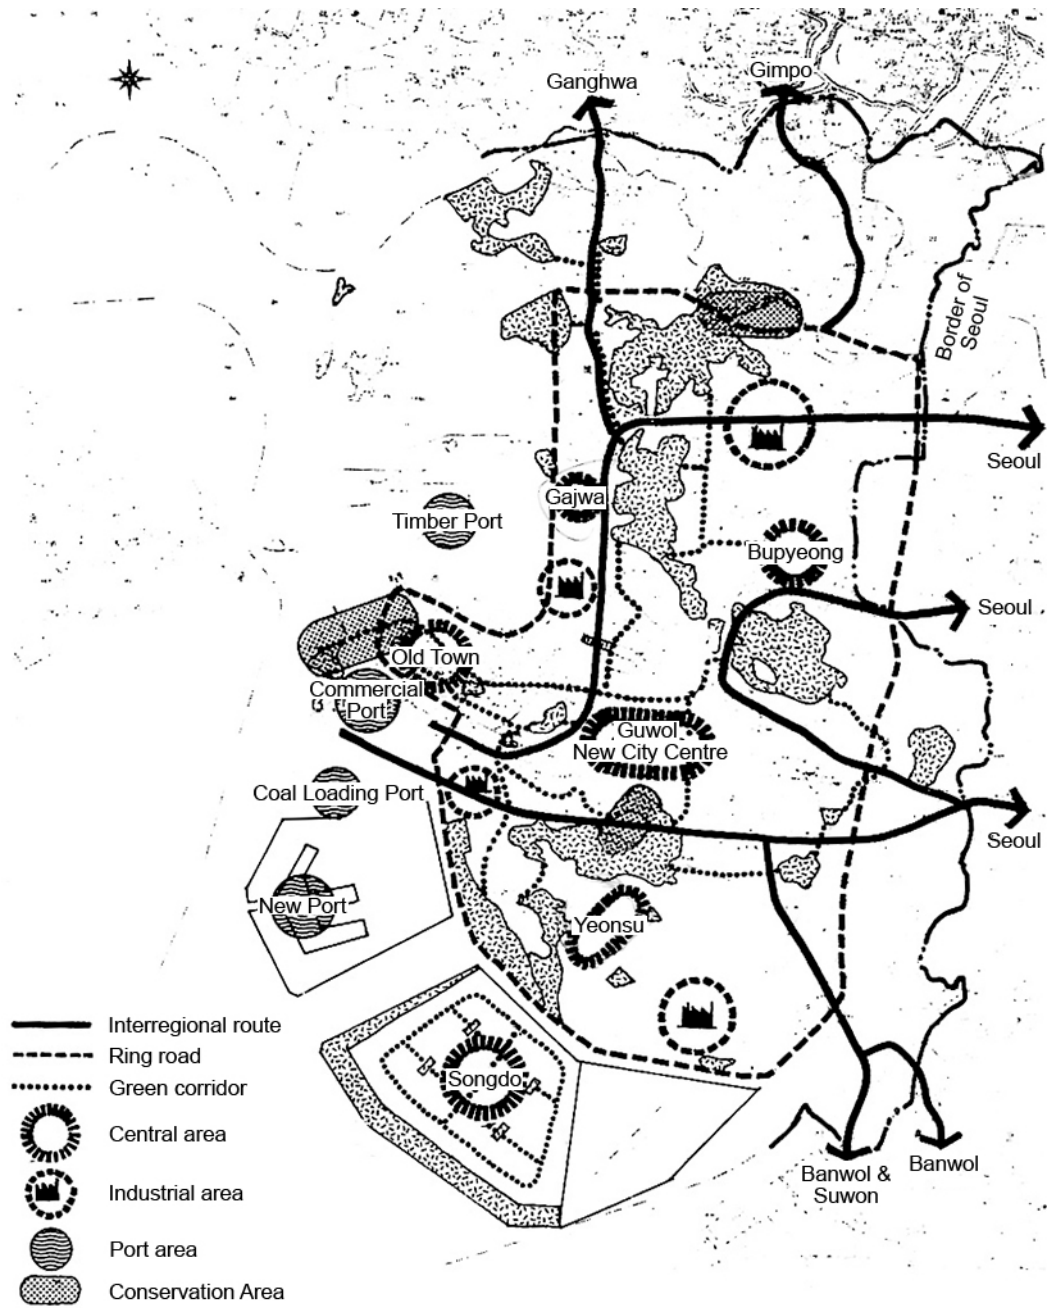 Ganghwa
Gimpo
Border of
Seoul
Seoul
Gajwa
Timber Port
Bupyeong
Seoul
Old Town
Commercial
Port
Guwol
New City Centre
Coal Loading Port
Seoul
New Port
Yeonsu
Songdo
Banwol &
Suwon
Banwol
Interregional route
Ring road
Green corridor
Central area
Industrial area
Port area
Conservation Area